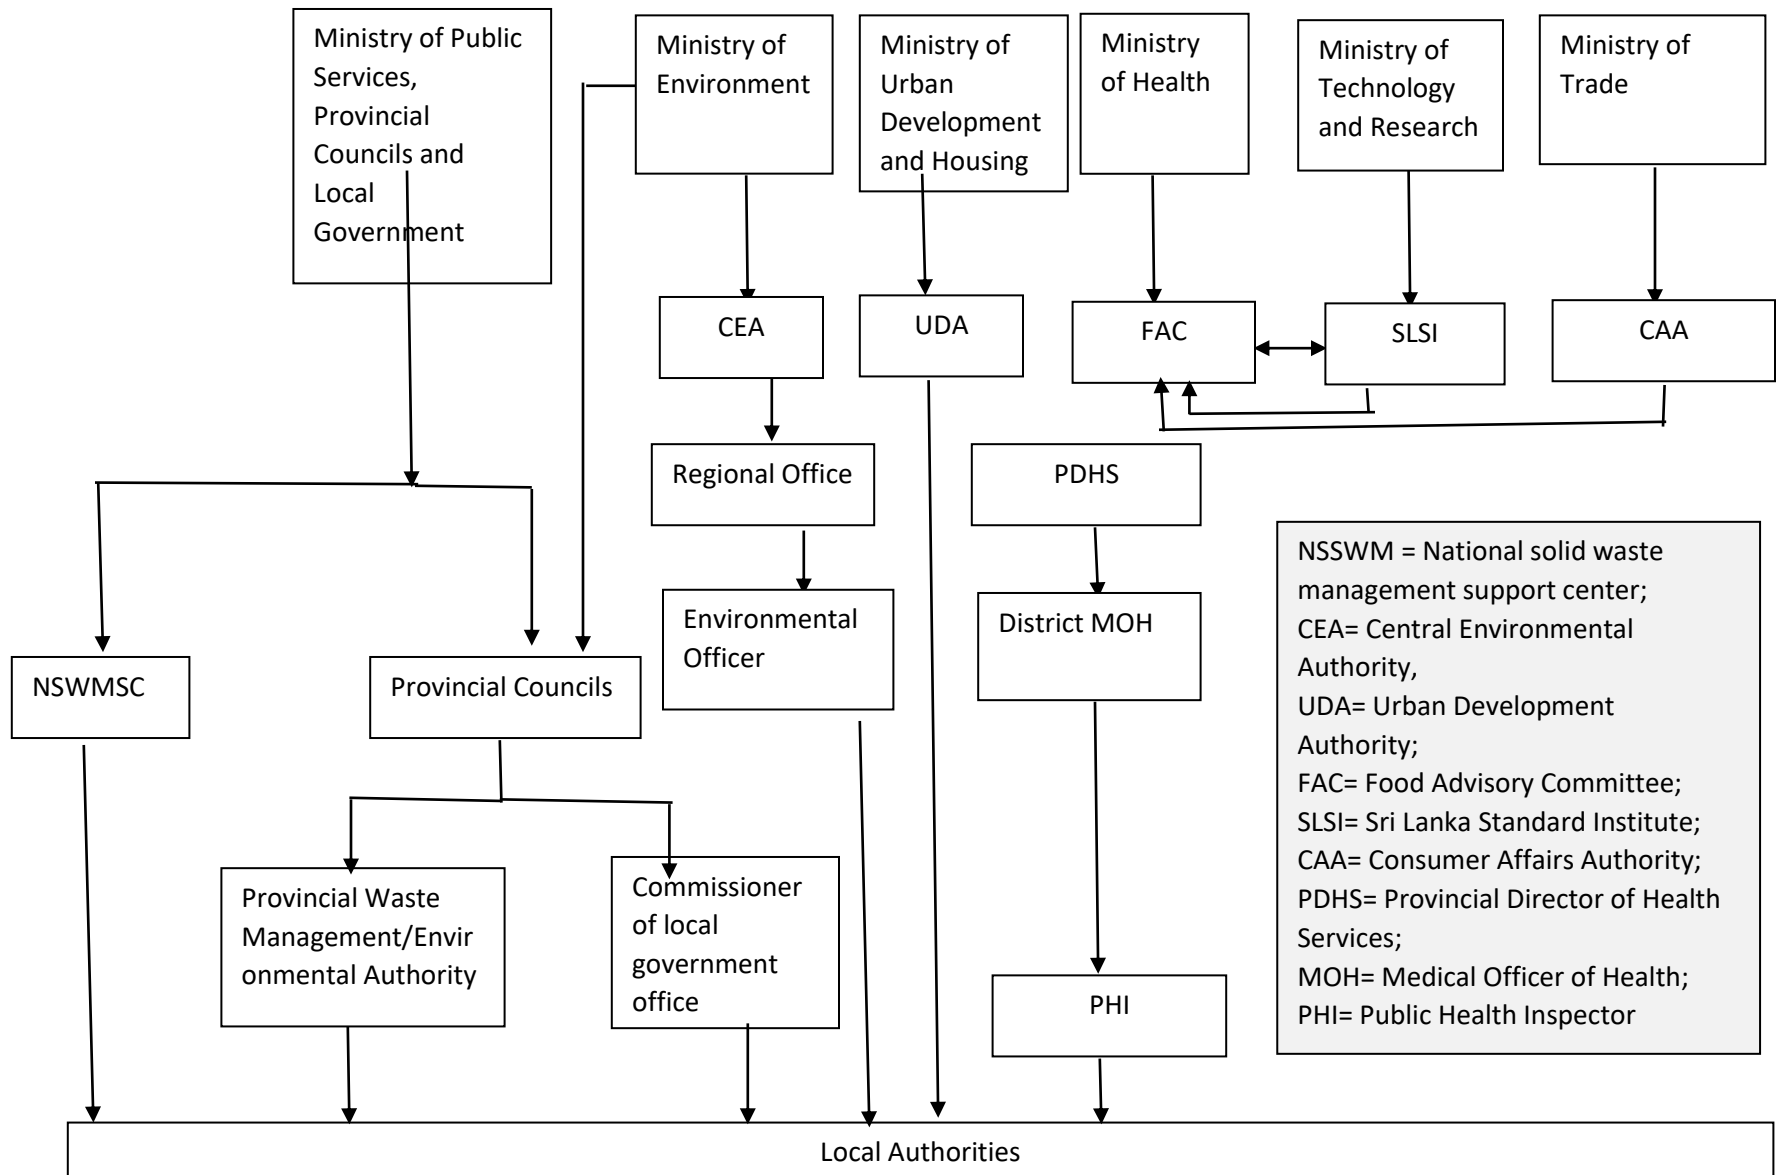 Ministry of Public
Services,
Provincial
Councils and
Local
Government
Ministry of
Environment
Ministry of
Urban
Development
and Housing
Ministry
of Health
Ministry of
Technology
and Research
Ministry of
Trade
CEA
UDA
FAC
SLSI
CAA
Regional Office
PDHS
Environmental
Officer
District MOH
NSWMSC
Provincial Councils
Provincial Waste
Management/Envir
onmental Authority
Commissioner
of local
government
office
PHI
NSSWM = National solid waste
management support center;
CEA= Central Environmental
Authority,
UDA= Urban Development
Authority;
FAC= Food Advisory Committee;
SLSI= Sri Lanka Standard Institute;
CAA= Consumer Affairs Authority;
PDHS= Provincial Director of Health
Services;
MOH= Medical Officer of Health;
PHI= Public Health Inspector
Local Authorities